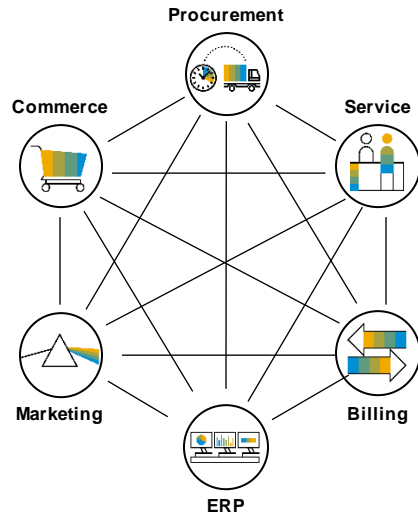 Procurement
Commerce
Service
Marketing
Billing
ERP